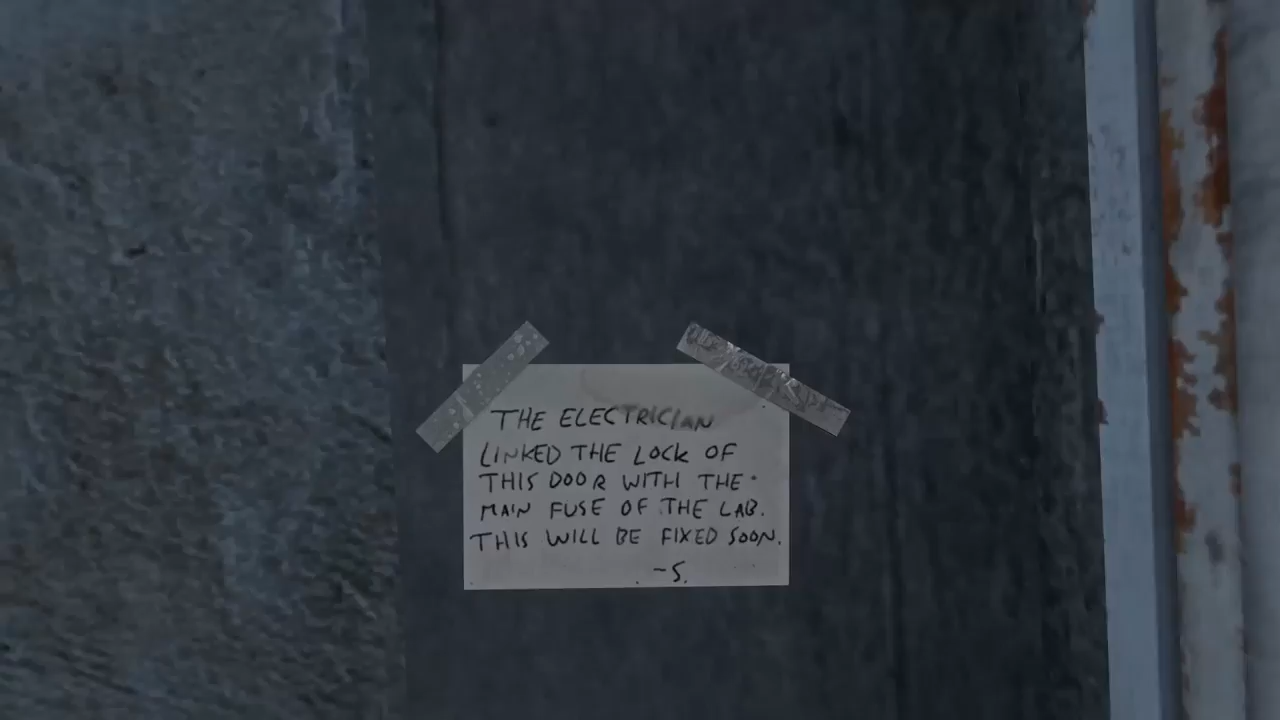 THE ELECTRICIAN
LINKED THE LOCK OF
THIS DOOR WITH THE
MAIN FUSE OF THE LAB.
THIS WILL BE FIXED SOON.
-S.